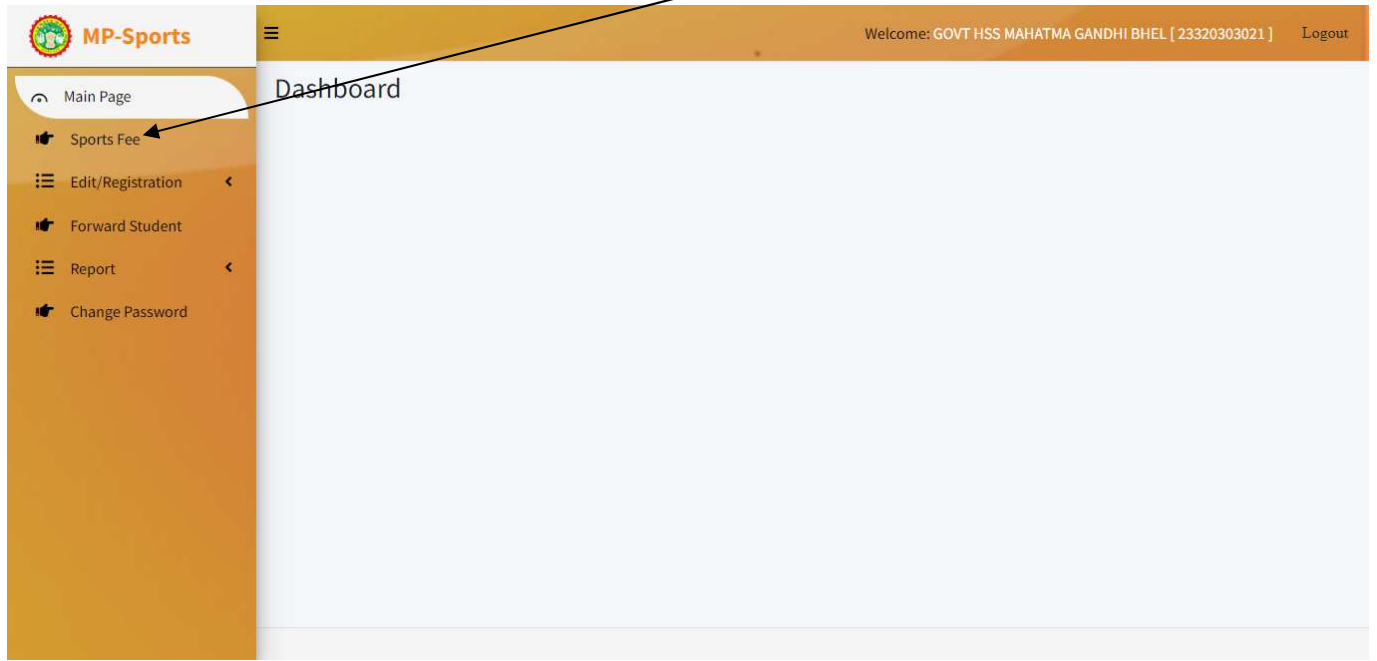 MP-Sports
Welcome: GOVT HSS MAHATMA GANDHI BHEL [ 23320303021 ] Logout
Main Page
Dashboard
Sports Fee
Edit/Registration
Forward Student
Report
Change Password